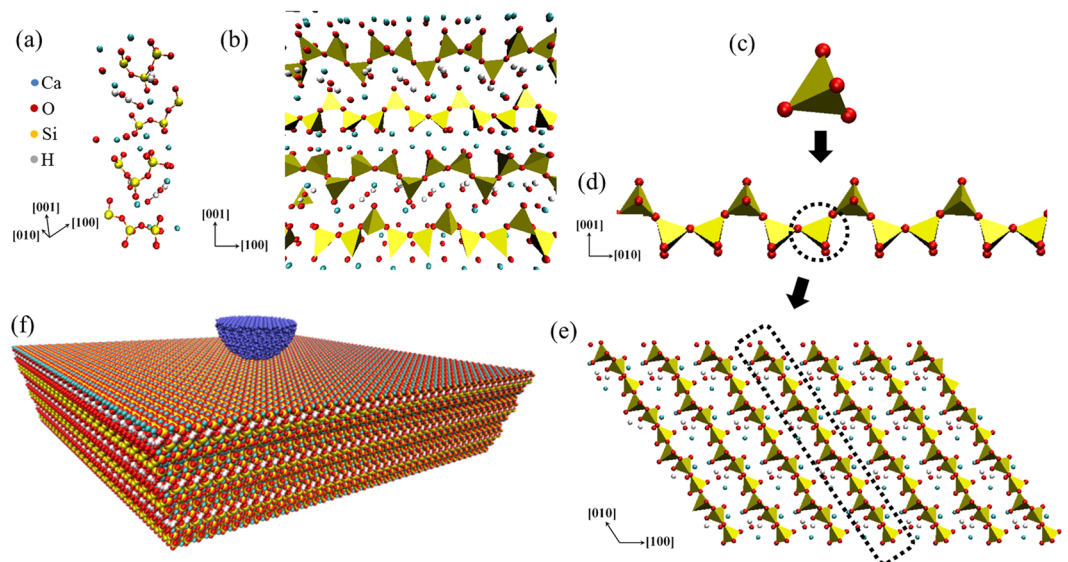 (a)
Ca
O
Si
H
[001]
[100]
[010]
(b)
[001]
[100]
(c)
(d)
[001]
[010]
(e)
[010]
[100]
(f)